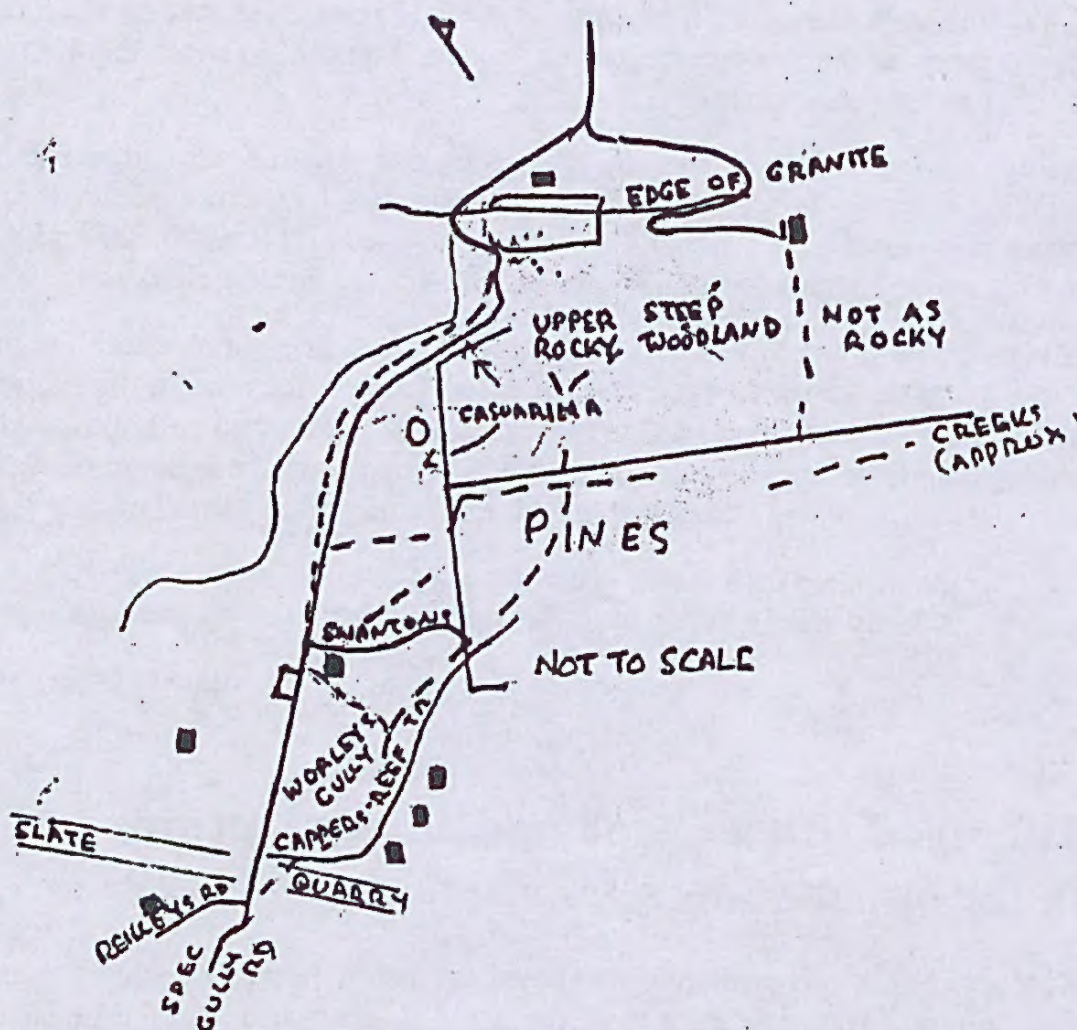 EDGE OF GRANITE
UPPER STEEP
ROCKY WOODLAND
NOT AS
ROCKY
CASUARINA
CREEKS
(APPROX
PINES
SNANTONS
NOT TO SCALE
WORLEYS
GULLY
CAPPERS-REEF TR
SLATE
QUARRY
REILLEYS RD
SPEC
GULLY RD